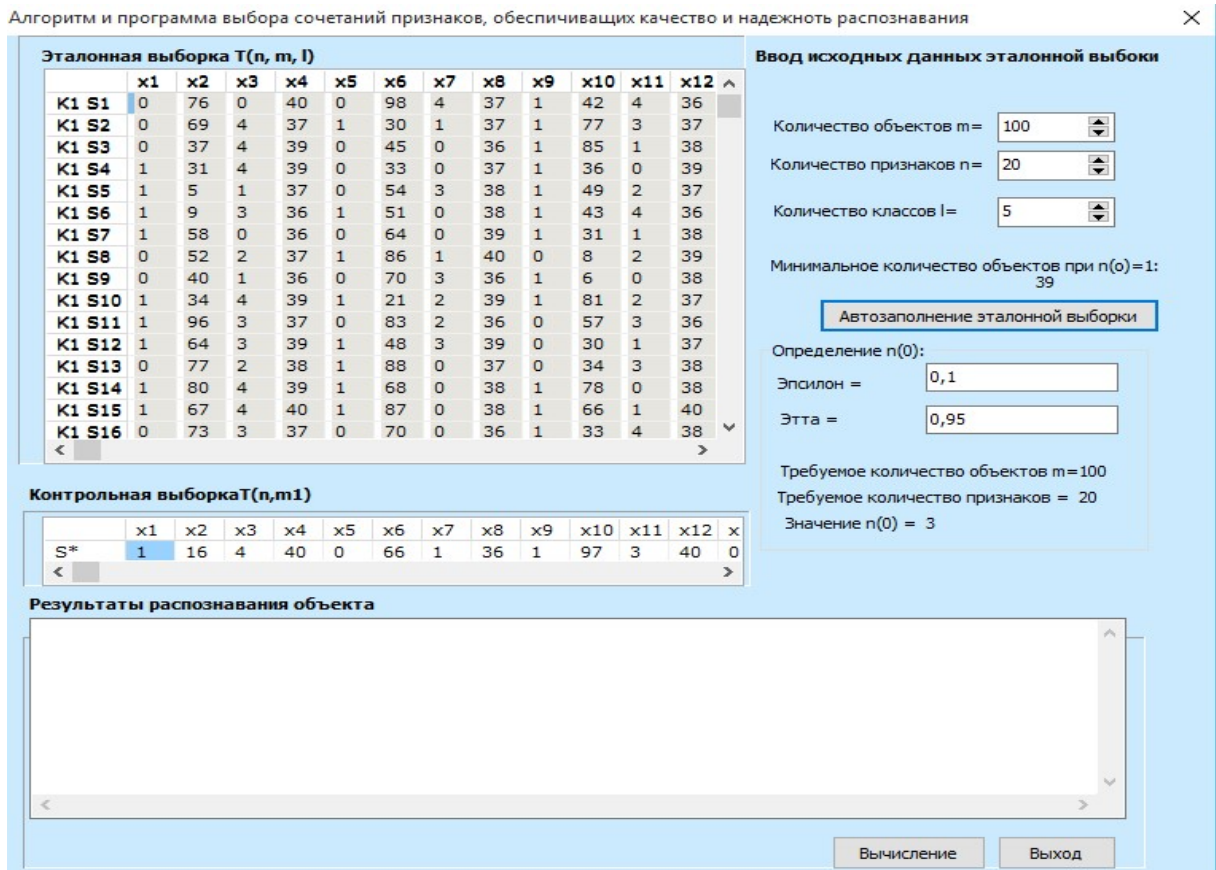 Алгоритм и программа выбора сочетаний признаков, обеспичиващих качество и надежноть распознавания
Эталонная выборка T(n, m, l)
x1 x2 x3 x4 x5 x6 x7 x8 x9 x10 x11 x12
K1 S1 0 76 0 40 0 98 4 37 1 42 4 36
K1 S2 0 69 4 37 1 30 1 37 1 77 3 37
K1 S3 0 37 4 39 0 45 0 36 1 85 1 38
K1 S4 1 31 4 39 0 33 0 37 1 36 0 39
K1 S5 1 5 1 37 0 54 3 38 1 49 2 37
K1 S6 1 9 3 36 1 51 0 38 1 43 4 36
K1 S7 1 58 0 36 0 64 0 39 1 31 1 38
K1 S8 0 52 2 37 1 86 1 40 0 8 2 39
K1 S9 0 40 1 36 0 70 3 36 1 6 0 38
K1 S10 1 34 4 39 1 21 2 39 1 81 2 37
K1 S11 1 96 3 37 0 83 2 36 0 57 3 36
K1 S12 1 64 3 39 1 48 3 39 0 30 1 37
K1 S13 0 77 2 38 1 88 0 37 0 34 3 38
K1 S14 1 80 4 39 1 68 0 38 1 78 0 38
K1 S15 1 67 4 40 1 87 0 38 1 66 1 40
K1 S16 0 73 3 37 0 70 0 36 1 33 4 38
Ввод исходных данных эталонной выбоки
Количество объектов m= 100
Количество признаков n= 20
Количество классов l= 5
Минимальное количество объектов при n(o)=1:
39
Автозаполнение эталонной выборки
Определение n(0):
Эпсилон = 0,1
Этта = 0,95
Требуемое количество объектов m=100
Требуемое количество признаков = 20
Значение n(0) = 3
Контрольная выборкаT(n,m1)
x1 x2 x3 x4 x5 x6 x7 x8 x9 x10 x11 x12 x
S* 1 16 4 40 0 66 1 36 1 97 3 40 0
Результаты распознавания объекта
Вычисление Выход